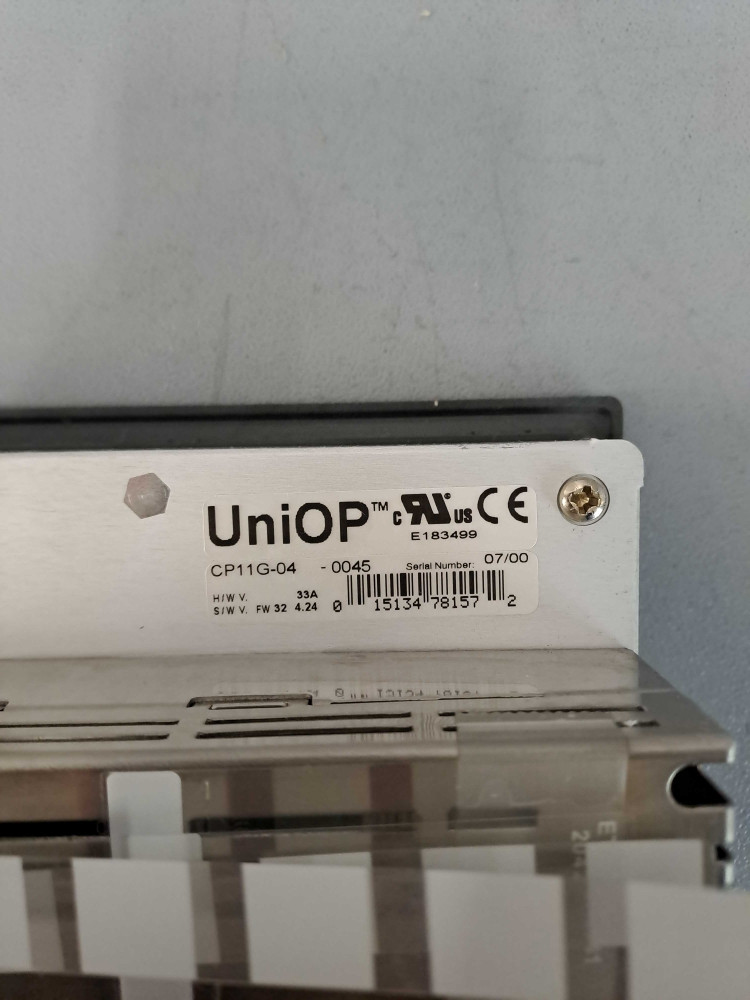 UniOP™ c RU® US CE
E183499
CP11G-04 - 0045 Serial Number: 07/00
H/W V. 33A
S/W V. FW 32 4.24 0 15134 78157 2